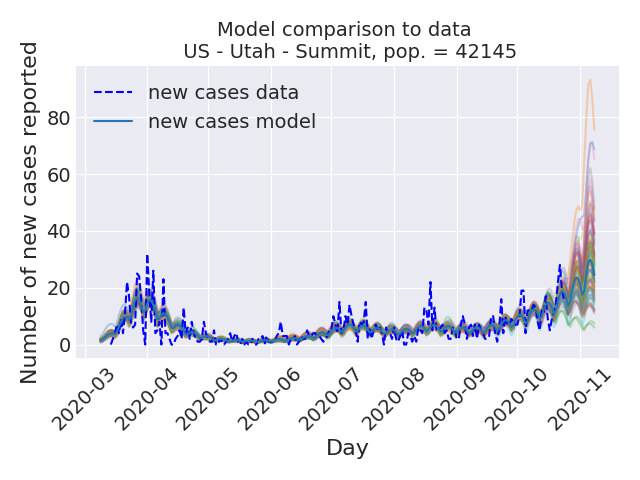 Model comparison to data
US - Utah - Summit, pop. = 42145
Number of new cases reported
new cases data
new cases model
80
60
40
20
0
2020-03
2020-04
2020-05
2020-06
2020-07
2020-08
2020-09
2020-10
2020-11
Day